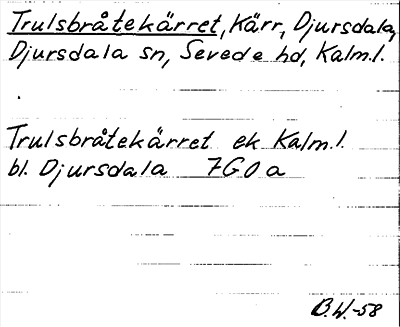 Trulsbråtekärret, Kärr, Djursdala,
Djursdala sn, Sevede hd, Kalm.l.
Trulsbråtekärret ek Kalm.l.
bl. Djursdala 7G0a
B.W.-58